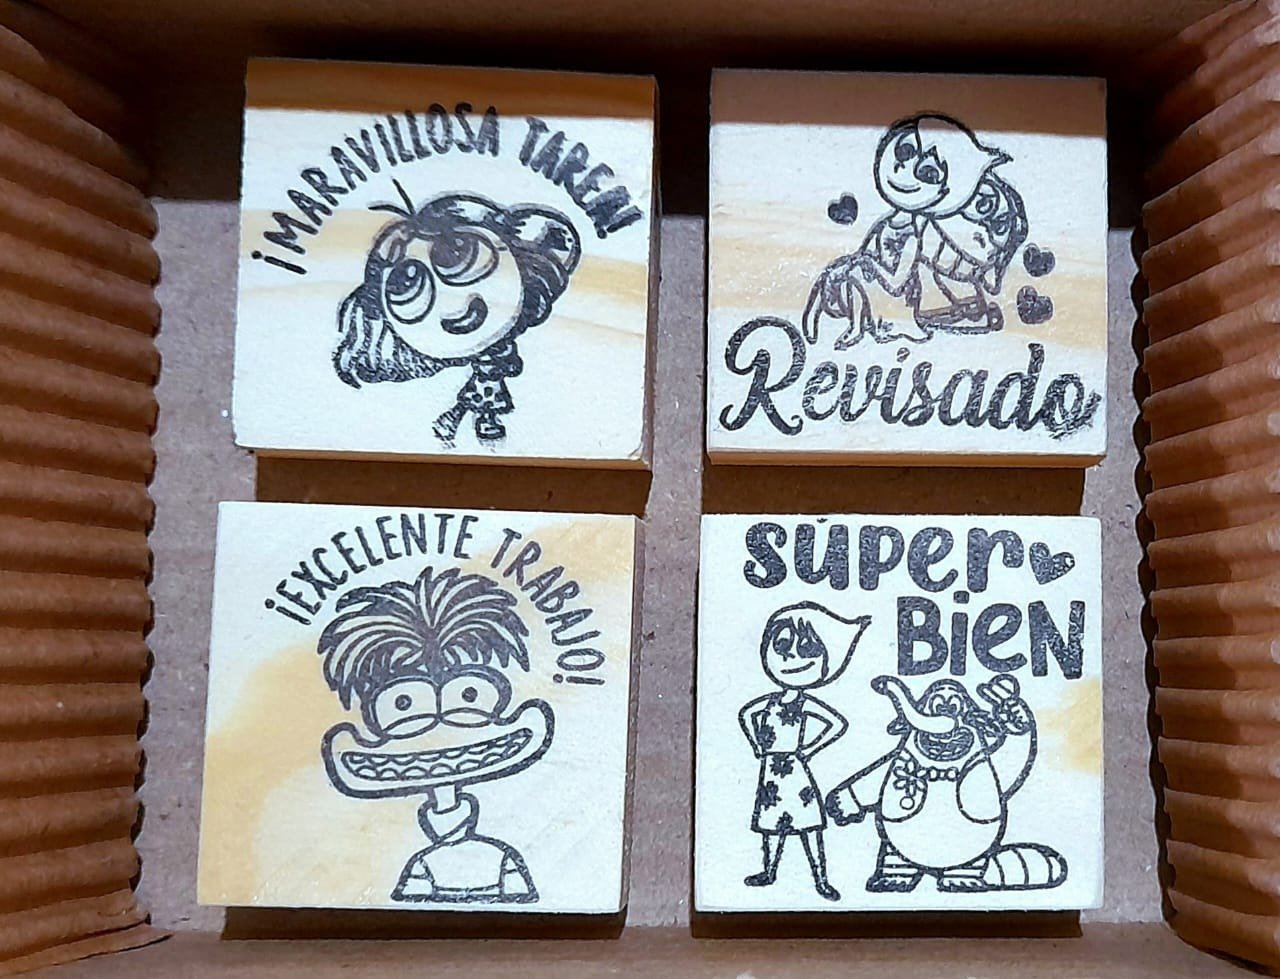 ¡MARAVILLOSA TAREA!
Revisado
¡EXCELENTE TRABAJO!
súper
BieN